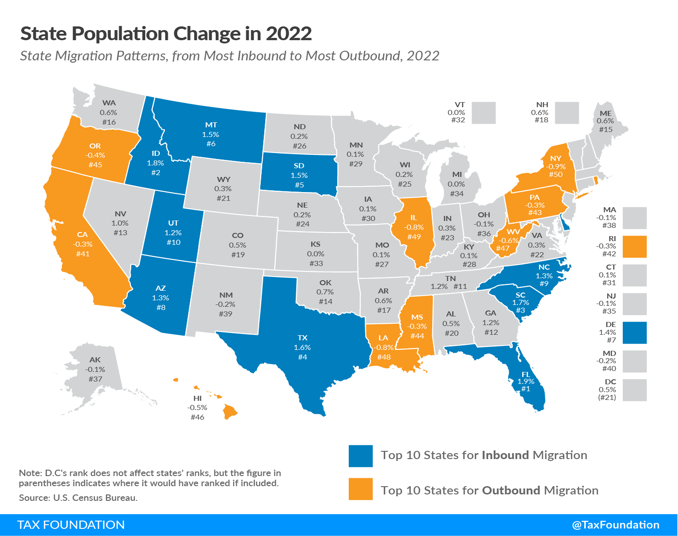 State Population Change in 2022
State Migration Patterns, from Most Inbound to Most Outbound, 2022
WA
0.6%
#16
OR
-0.4%
#45
CA
-0.3%
#41
NV
1.0%
#13
ID
1.8%
#2
MT
1.5%
#6
WY
0.3%
#21
UT
1.2%
#10
AZ
1.3%
#8
CO
0.5%
#19
NM
-0.2%
#39
ND
0.2%
#26
SD
1.5%
#5
NE
0.2%
#24
KS
0.0%
#33
OK
0.7%
#14
TX
1.6%
#4
MN
0.1%
#29
IA
0.1%
#30
MO
0.1%
#27
AR
0.6%
#17
LA
-0.8%
#48
WI
0.2%
#25
IL
-0.8%
#49
MI
0.0%
#34
IN
0.3%
#23
OH
-0.1%
#36
KY
0.1%
#28
TN
1.2% #11
MS
-0.3%
#44
AL
0.5%
#20
GA
1.2%
#12
FL
1.9%
#1
SC
1.7%
#3
NC
1.3%
#9
VA
0.3%
#22
WV
-0.6%
#47
PA
-0.3%
#43
NY
-0.9%
#50
VT
0.0%
#32
NH
0.6%
#18
ME
0.6%
#15
MA
-0.1%
#38
RI
-0.3%
#42
CT
0.1%
#31
NJ
-0.1%
#35
DE
1.4%
#7
MD
-0.2%
#40
DC
0.5%
(#21)
AK
-0.1%
#37
HI
-0.5%
#46
Top 10 States for Inbound Migration
Top 10 States for Outbound Migration
Note: D.C's rank does not affect states' ranks, but the figure in
parentheses indicates where it would have ranked if included.
Source: U.S. Census Bureau.
TAX FOUNDATION
@TaxFoundation